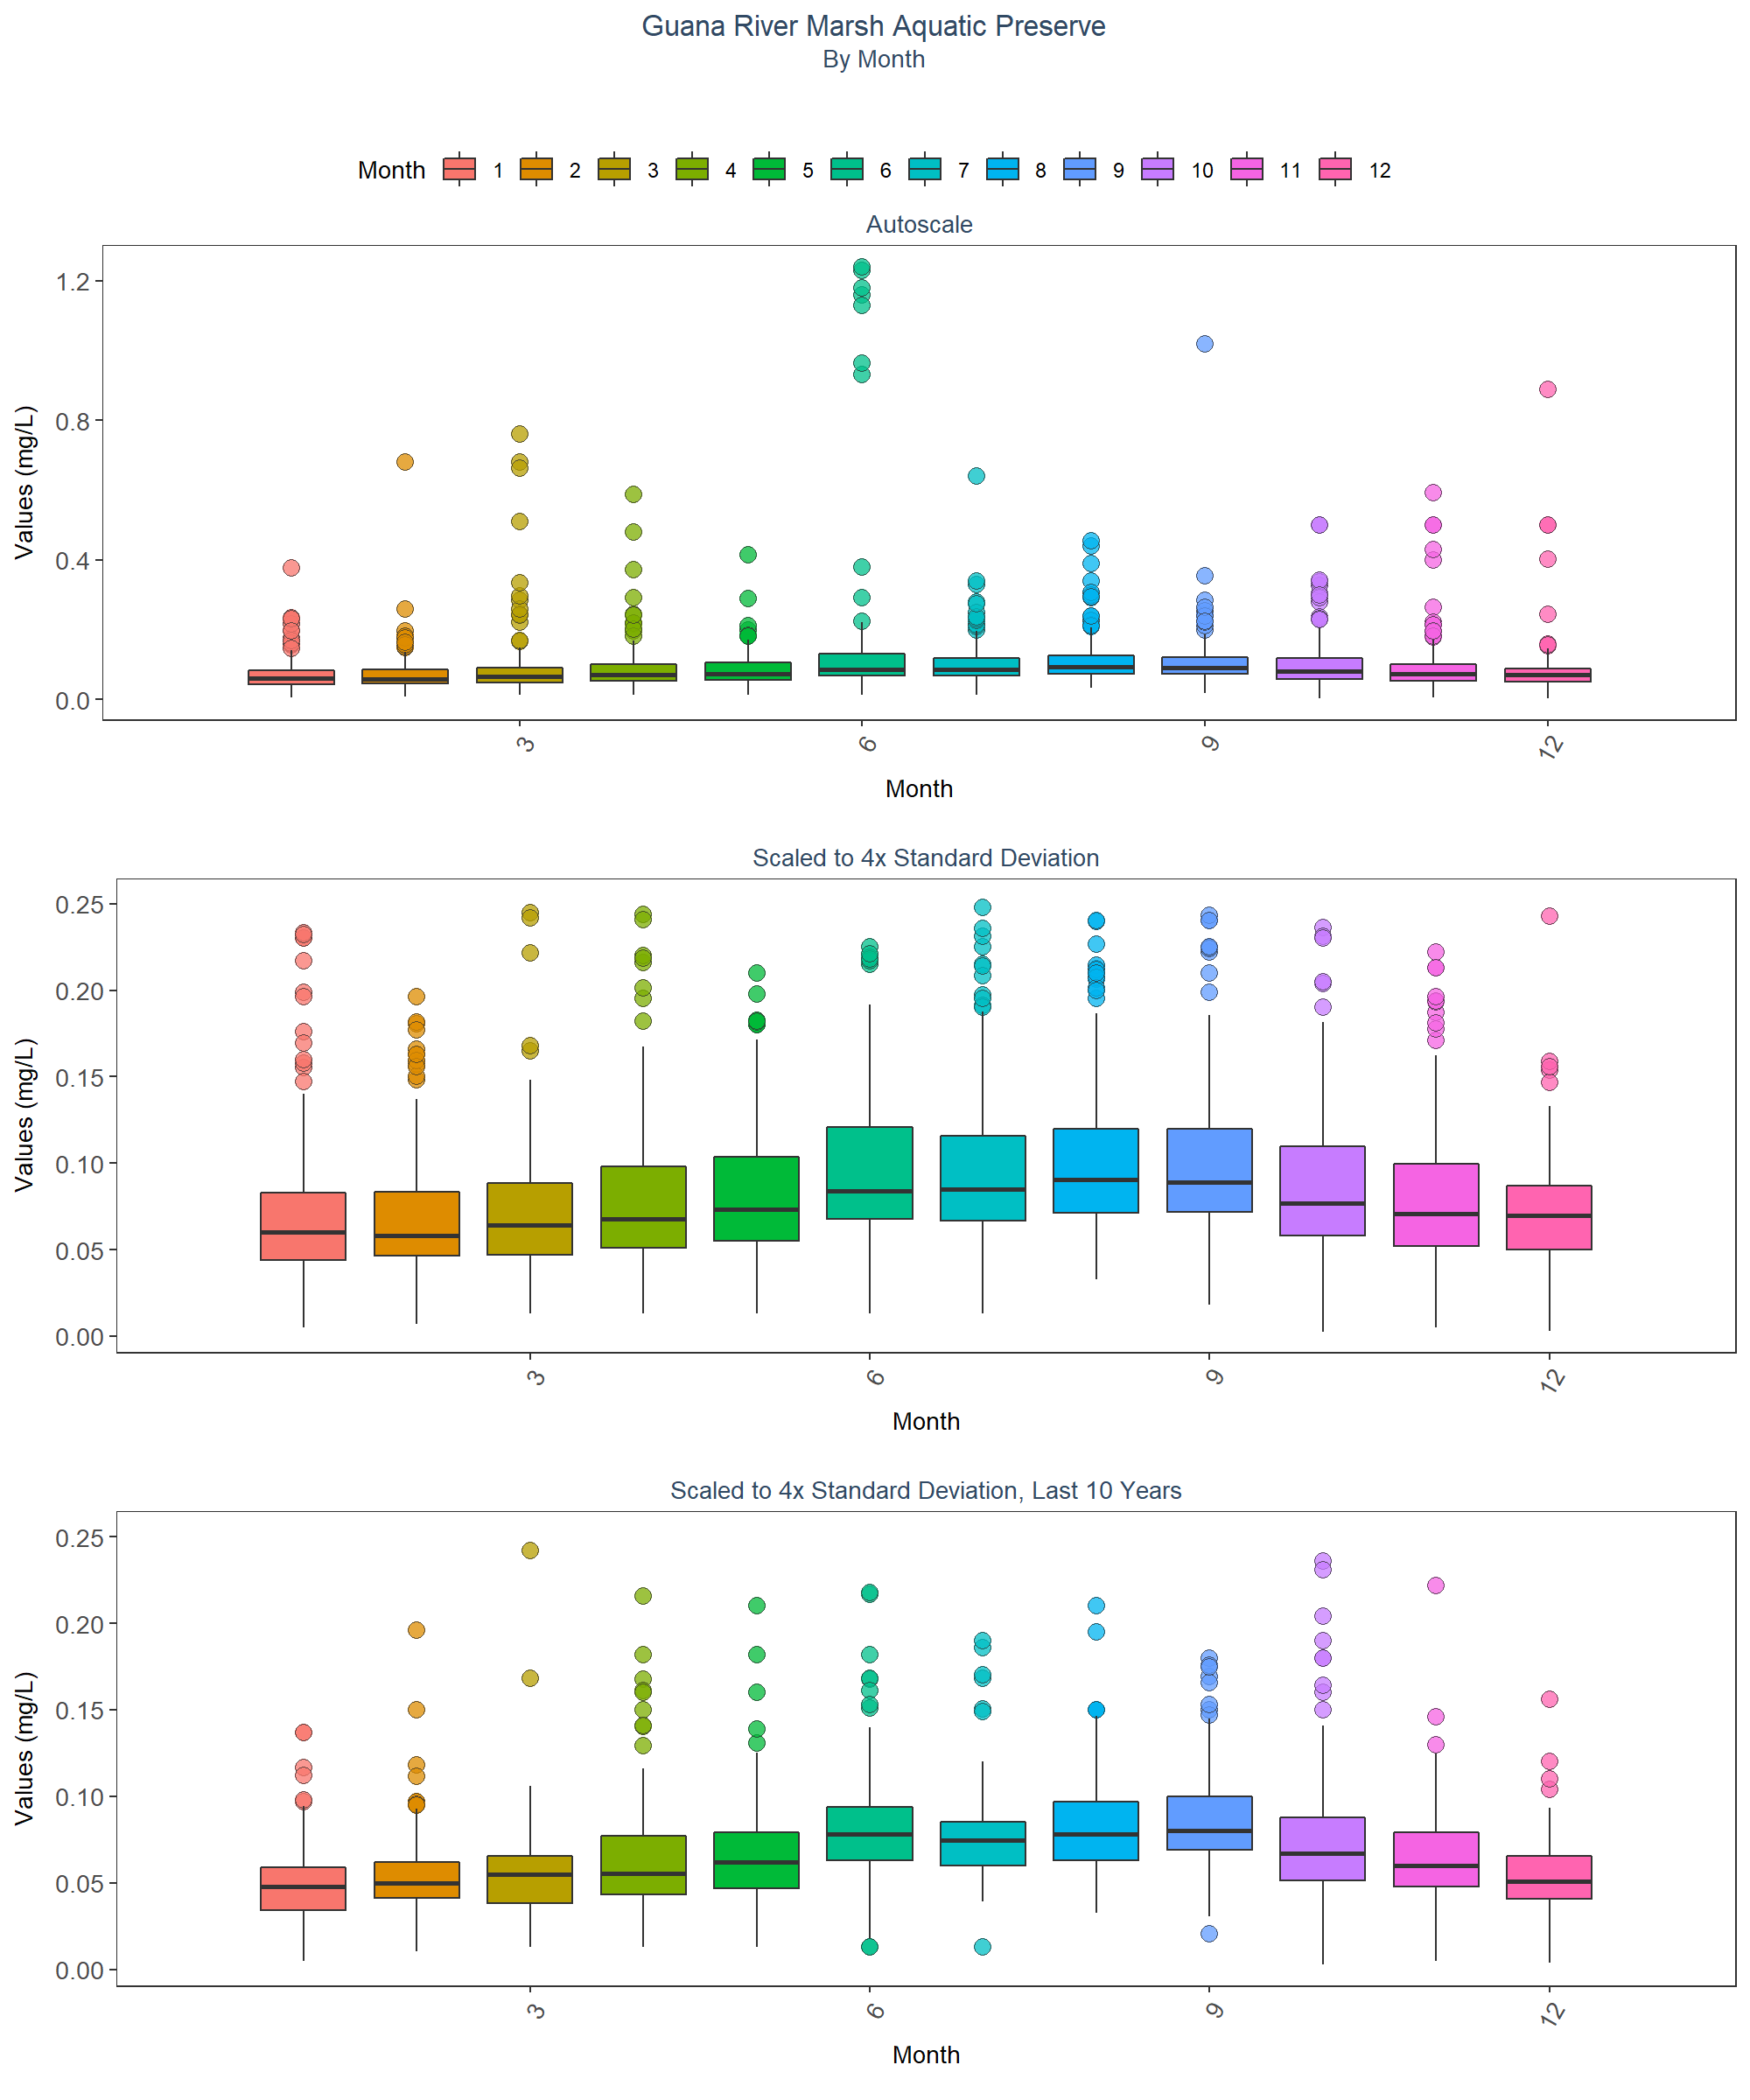 Guana River Marsh Aquatic Preserve
By Month
Month 1 2 3 4 5 6 7 8 9 10 11 12
Autoscale
Values (mg/L)
1.2
0.8
0.4
0.0
3 6 9 12
Month
Scaled to 4x Standard Deviation
Values (mg/L)
0.25
0.20
0.15
0.10
0.05
0.00
3 6 9 12
Month
Scaled to 4x Standard Deviation, Last 10 Years
Values (mg/L)
0.25
0.20
0.15
0.10
0.05
0.00
3 6 9 12
Month